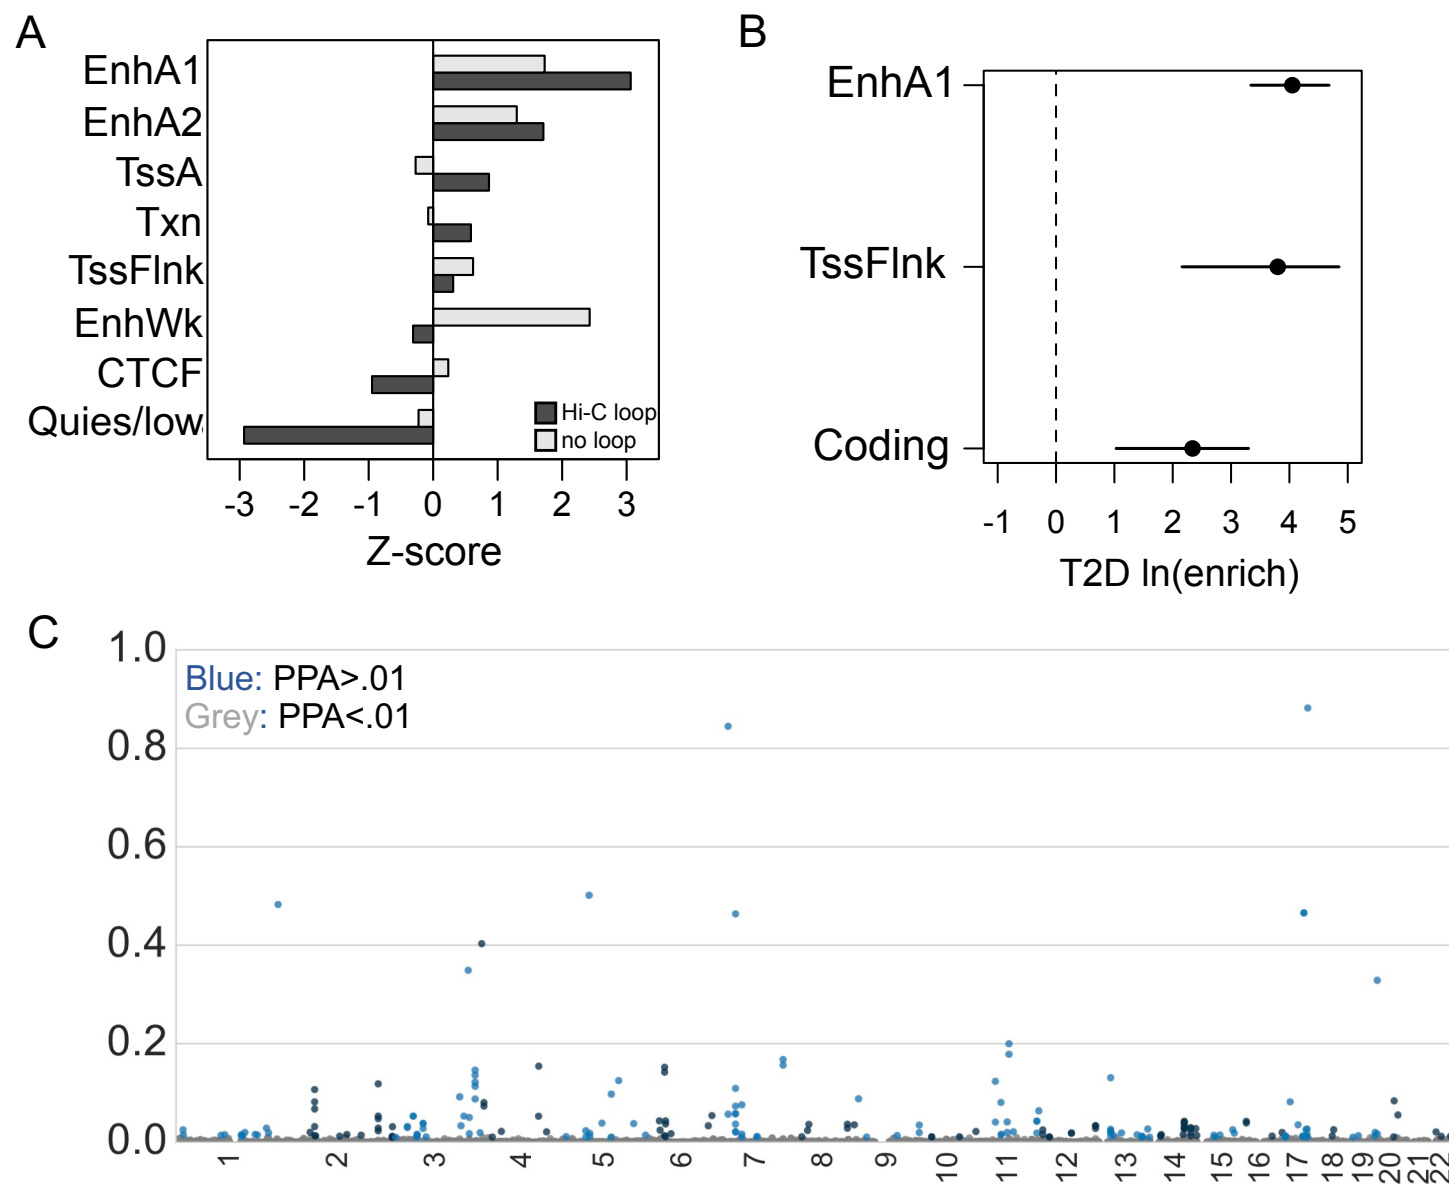 A
EnhA1
EnhA2
TssA
Txn
TssFlnk
EnhWk
CTCF
Quies/low
Hi-C loop
no loop
-3 -2 -1 0 1 2 3
Z-score
B
EnhA1
TssFlnk
Coding
-1 0 1 2 3 4 5
T2D ln(enrich)
C
1.0
0.8
0.6
0.4
0.2
0.0
Blue: PPA>.01
Grey: PPA<.01
1 2 3 4 5 6 7 8 9 10 11 12 13 14 15 16 17 18 19 20 21 22